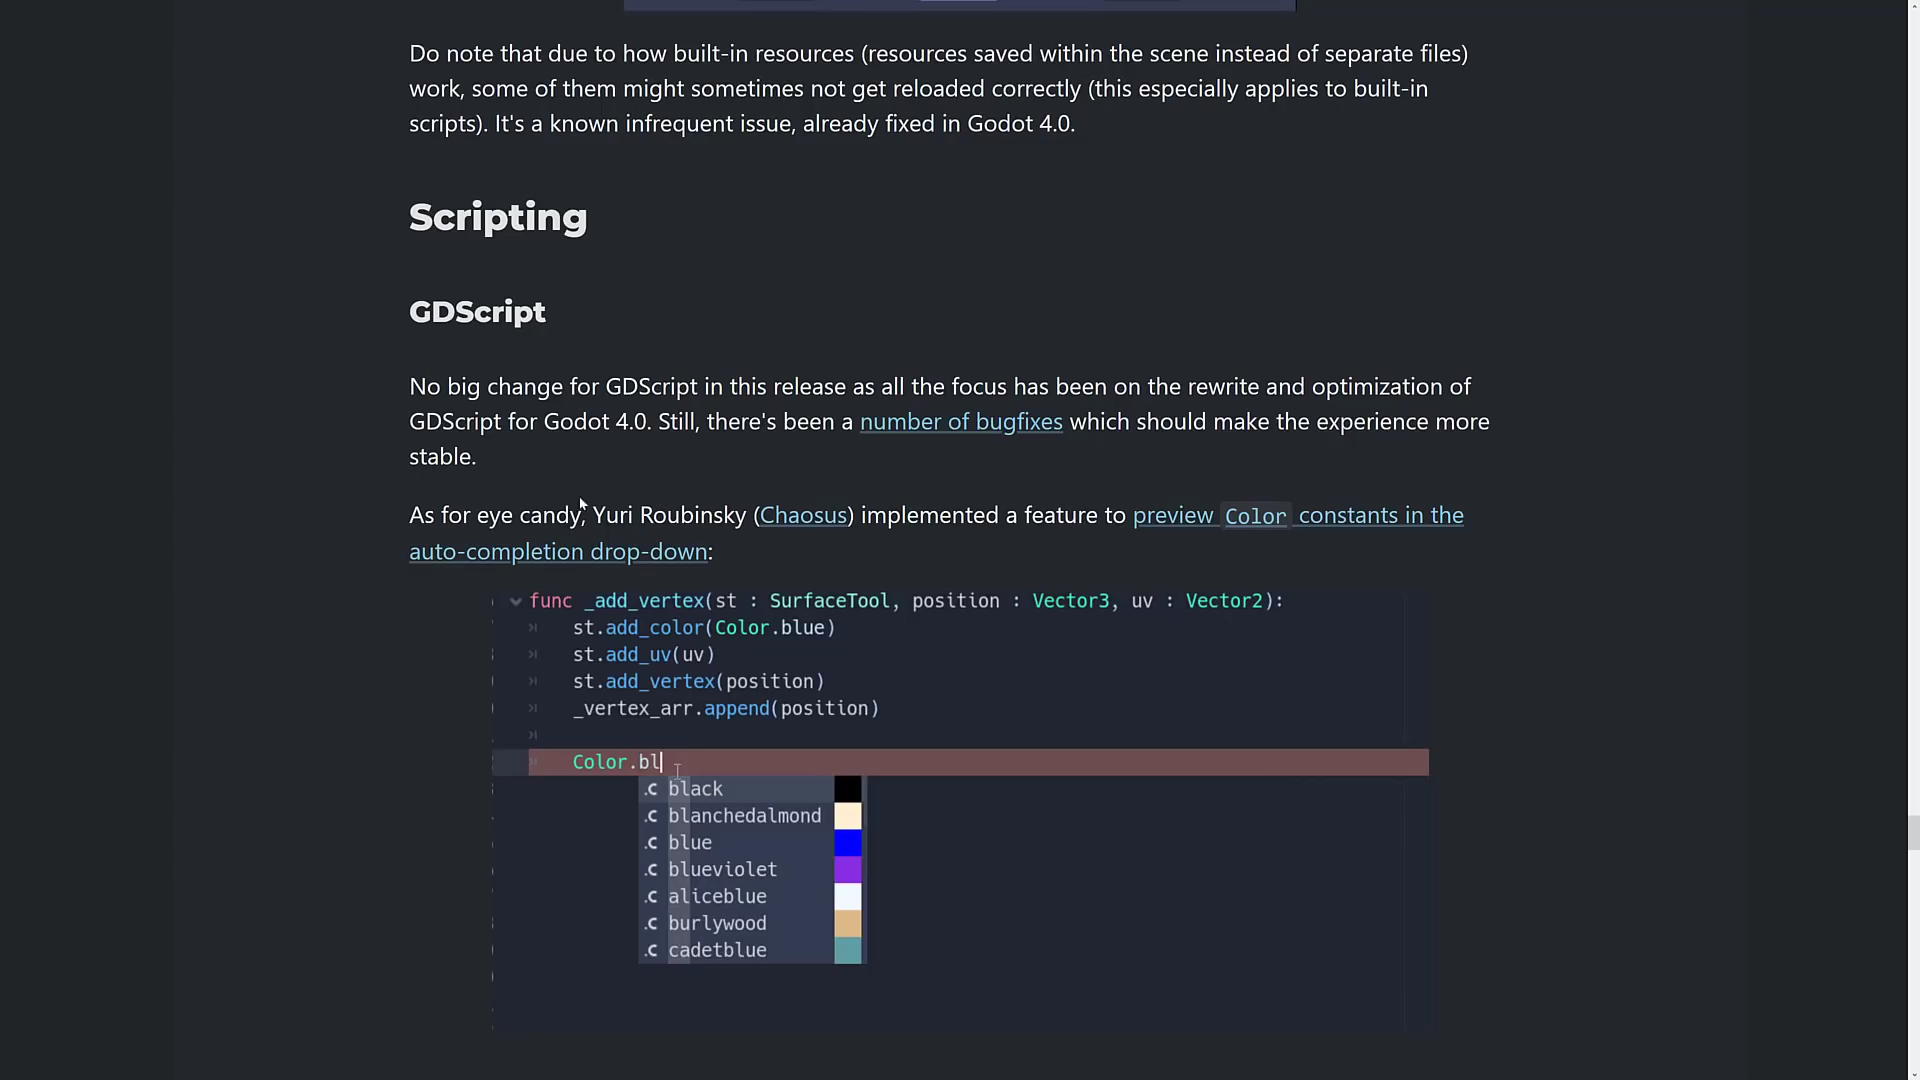 Do note that due to how built-in resources (resources saved within the scene instead of separate files)
work, some of them might sometimes not get reloaded correctly (this especially applies to built-in
scripts). It's a known infrequent issue, already fixed in Godot 4.0.
Scripting
GDScript
No big change for GDScript in this release as all the focus has been on the rewrite and optimization of
GDScript for Godot 4.0. Still, there's been a number of bugfixes which should make the experience more
stable.
As for eye candy, Yuri Roubinsky (Chaosus) implemented a feature to preview Color constants in the
auto-completion drop-down:
func _add_vertex(st : SurfaceTool, position : Vector3, uv : Vector2):
st.add_color(Color.blue)
st.add_uv(uv)
st.add_vertex(position)
_vertex_arr.append(position)
Color.bl
.C black
.C blanchedalmond
.C blue
.C blueviolet
.C aliceblue
.C burlywood
.C cadetblue